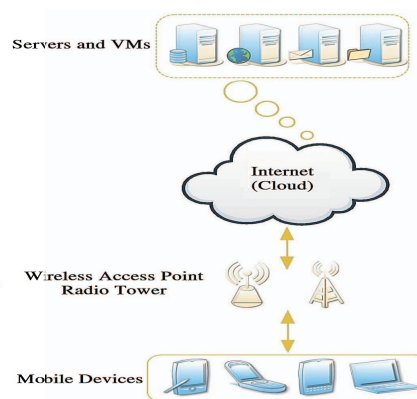 Servers and VMs
Internet
(Cloud)
Wireless Access Point
Radio Tower
Mobile Devices